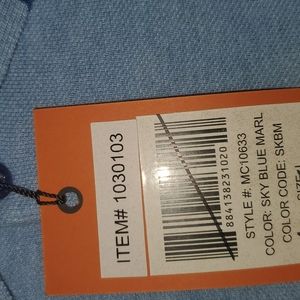 ITEM# 1030103
884138231020
STYLE #: MC10633
COLOR: SKY BLUE MARL
COLOR CODE: SKBM